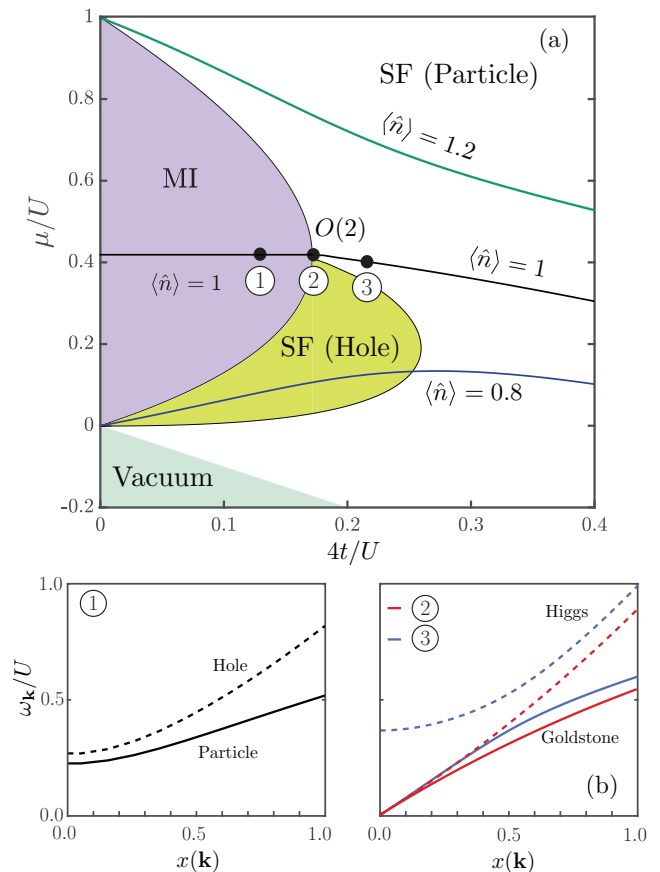 (a)
SF (Particle)
⟨n̂⟩ = 1.2
MI
O(2)
⟨n̂⟩ = 1
⟨n̂⟩ = 1
1 2 3
SF (Hole)
⟨n̂⟩ = 0.8
Vacuum
μ/U
1
0.8
0.6
0.4
0.2
0
-0.2
0 0.1 0.2 0.3 0.4
4t/U
1
Hole
Particle
ω_k/U
1.0
0.5
0.0
0.0 0.5 1.0
x(k)
2
3
Higgs
Goldstone
(b)
0.0 0.5 1.0
x(k)